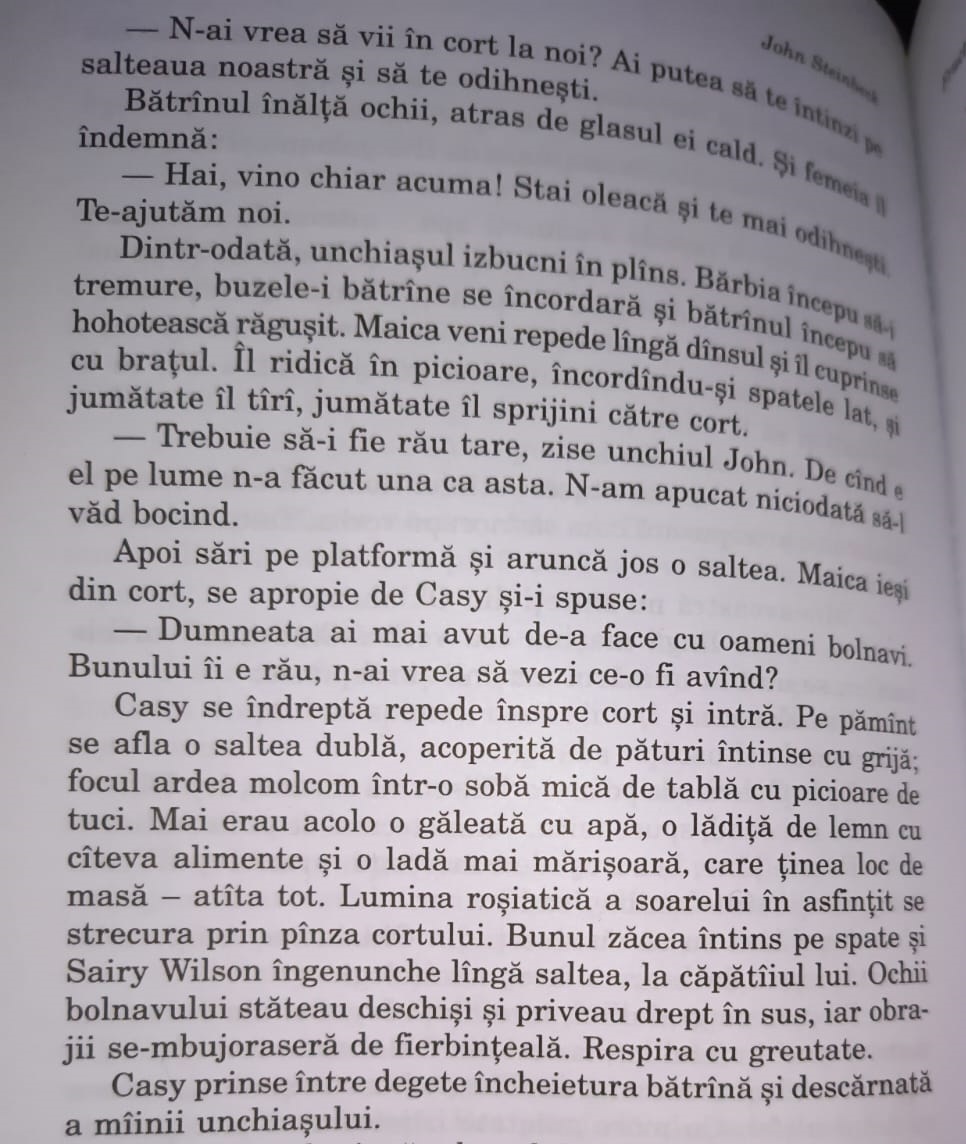 John Steinbeck
— N-ai vrea să vii în cort la noi? Ai putea să te întinzi pe
salteaua noastră și să te odihnești.
Bătrînul înălță ochii, atras de glasul ei cald. Și femeia îl
îndemnă:
— Hai, vino chiar acuma! Stai oleacă și te mai odihnești.
Te-ajutăm noi.
Dintr-odată, unchiașul izbucni în plîns. Bărbia începu să-i
tremure, buzele-i bătrîne se încordară și bătrînul începu să
hohotească răgușit. Maica veni repede lîngă dînsul și îl cuprinse
cu brațul. Îl ridică în picioare, încordîndu-și spatele lat, și
jumătate îl tîrî, jumătate îl sprijini către cort.
— Trebuie să-i fie rău tare, zise unchiul John. De cînd e
el pe lume n-a făcut una ca asta. N-am apucat niciodată să-l
văd bocind.
Apoi sări pe platformă și aruncă jos o saltea. Maica ieși
din cort, se apropie de Casy și-i spuse:
— Dumneata ai mai avut de-a face cu oameni bolnavi.
Bunului îi e rău, n-ai vrea să vezi ce-o fi avînd?
Casy se îndreptă repede înspre cort și intră. Pe pămînt
se afla o saltea dublă, acoperită de pături întinse cu grijă;
focul ardea molcom într-o sobă mică de tablă cu picioare de
tuci. Mai erau acolo o găleată cu apă, o lădiță de lemn cu
cîteva alimente și o ladă mai mărișoară, care ținea loc de
masă – atîta tot. Lumina roșiatică a soarelui în asfințit se
strecura prin pînza cortului. Bunul zăcea întins pe spate și
Sairy Wilson îngenunche lîngă saltea, la căpătîiul lui. Ochii
bolnavului stăteau deschiși și priveau drept în sus, iar obra-
jii se-mbujoraseră de fierbințeală. Respira cu greutate.
Casy prinse între degete încheietura bătrînă și descărnată
a mîinii unchiașului.